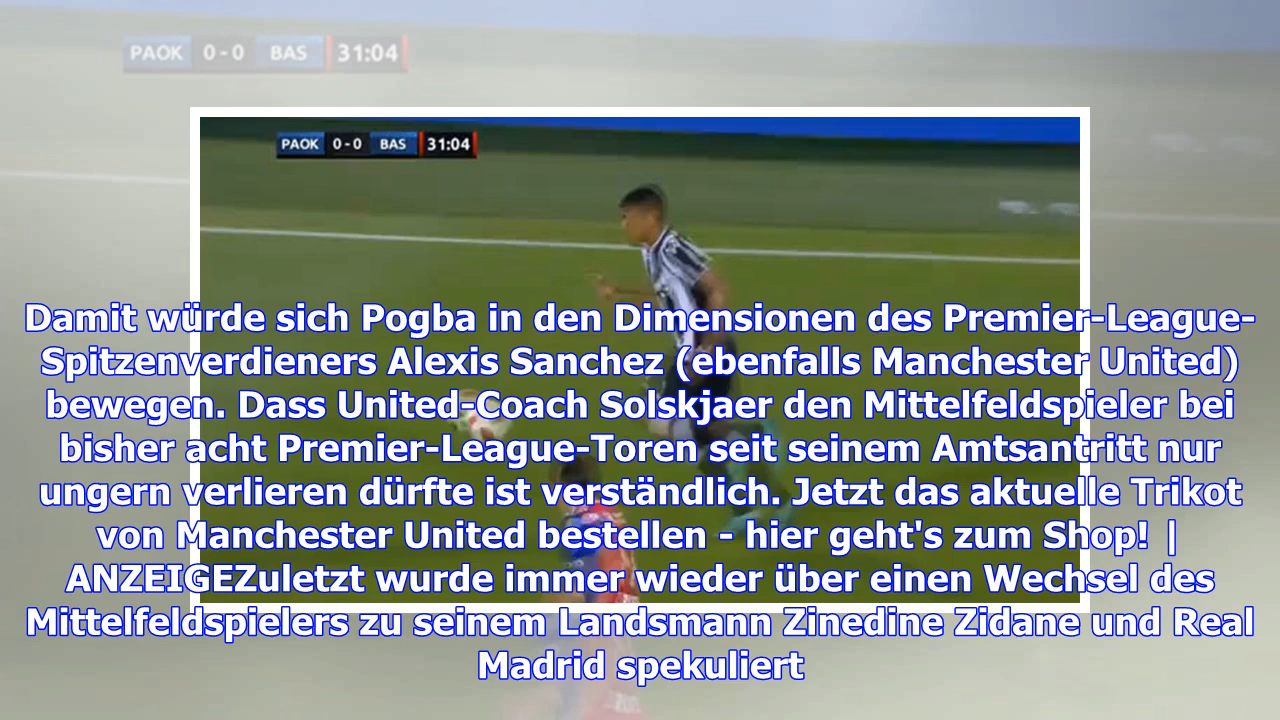 PAOK 0-0 BAS 31:04
PAOK 0-0 BAS 31:04
Damit würde sich Pogba in den Dimensionen des Premier-League-
Spitzenverdieners Alexis Sanchez (ebenfalls Manchester United)
bewegen. Dass United-Coach Solskjaer den Mittelfeldspieler bei
bisher acht Premier-League-Toren seit seinem Amtsantritt nur
ungern verlieren dürfte ist verständlich. Jetzt das aktuelle Trikot
von Manchester United bestellen - hier geht's zum Shop! |
ANZEIGEZuletzt wurde immer wieder über einen Wechsel des
Mittelfeldspielers zu seinem Landsmann Zinedine Zidane und Real
Madrid spekuliert